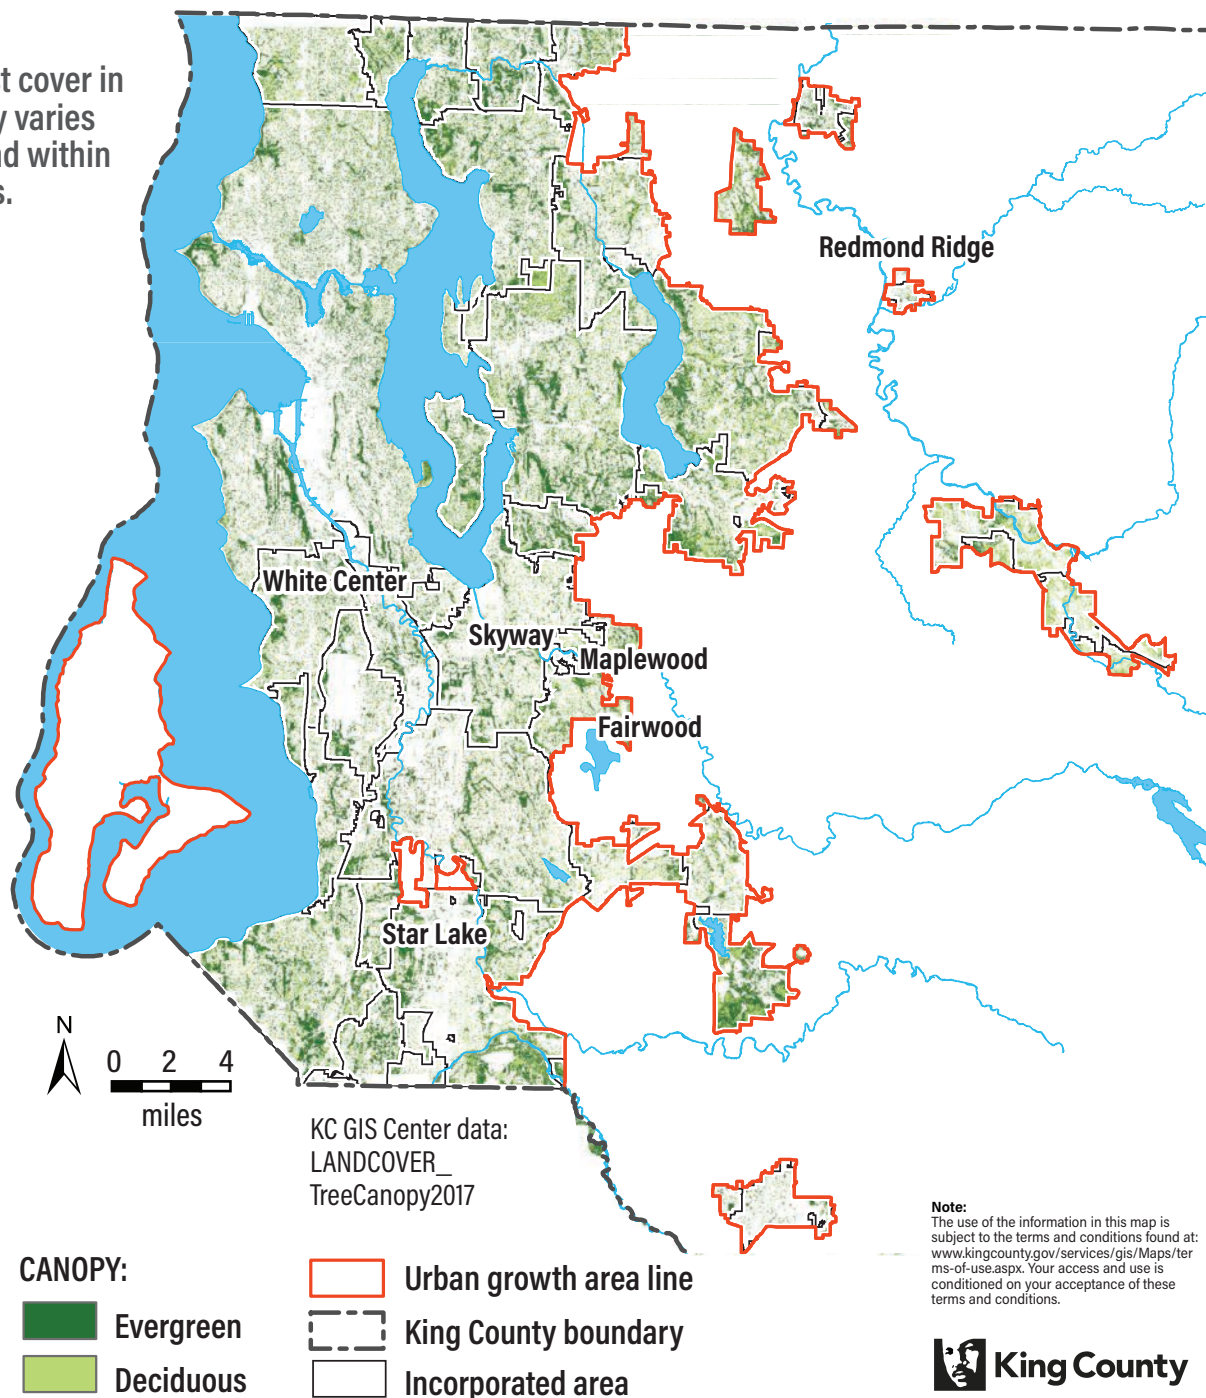 t cover in
y varies
nd within
s.
Redmond Ridge
White Center
Skyway
Maplewood
Fairwood
Star Lake
N
0 2 4
miles
KC GIS Center data:
LANDCOVER_
TreeCanopy2017
Note:
The use of the information in this map is
subject to the terms and conditions found at:
www.kingcounty.gov/services/gis/Maps/ter
ms-of-use.aspx. Your access and use is
conditioned on your acceptance of these
terms and conditions.
CANOPY:
Evergreen
Deciduous
Urban growth area line
King County boundary
Incorporated area
King County